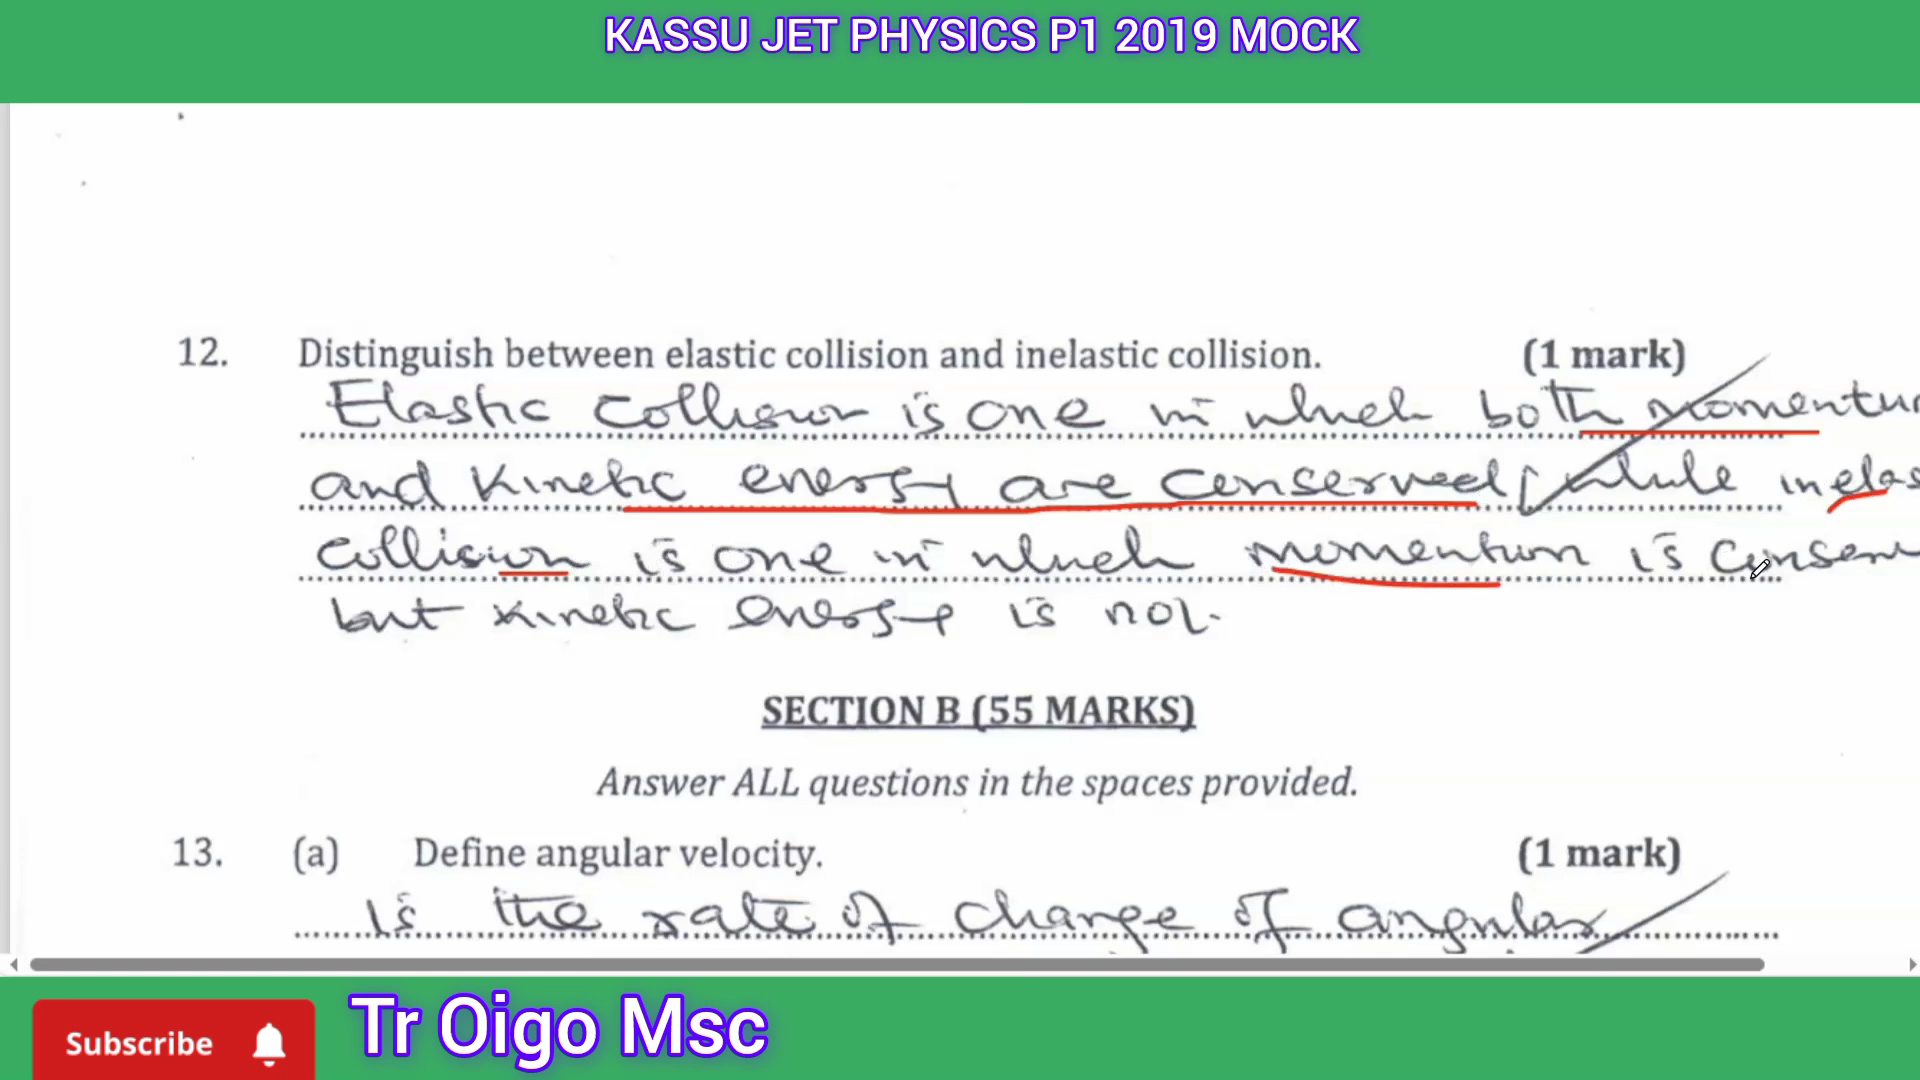 KASSU JET PHYSICS P1 2019 MOCK
12. Distinguish between elastic collision and inelastic collision. (1 mark)
Elastic Collision is one in which both momentum
and Kinetic energy are conserved while inelas
collision is one in which momentum is conserv
but kinetic energy is not.
SECTION B (55 MARKS)
Answer ALL questions in the spaces provided.
13. (a) Define angular velocity. (1 mark)
Is the rate of change of angular
Subscribe
Tr Oigo Msc